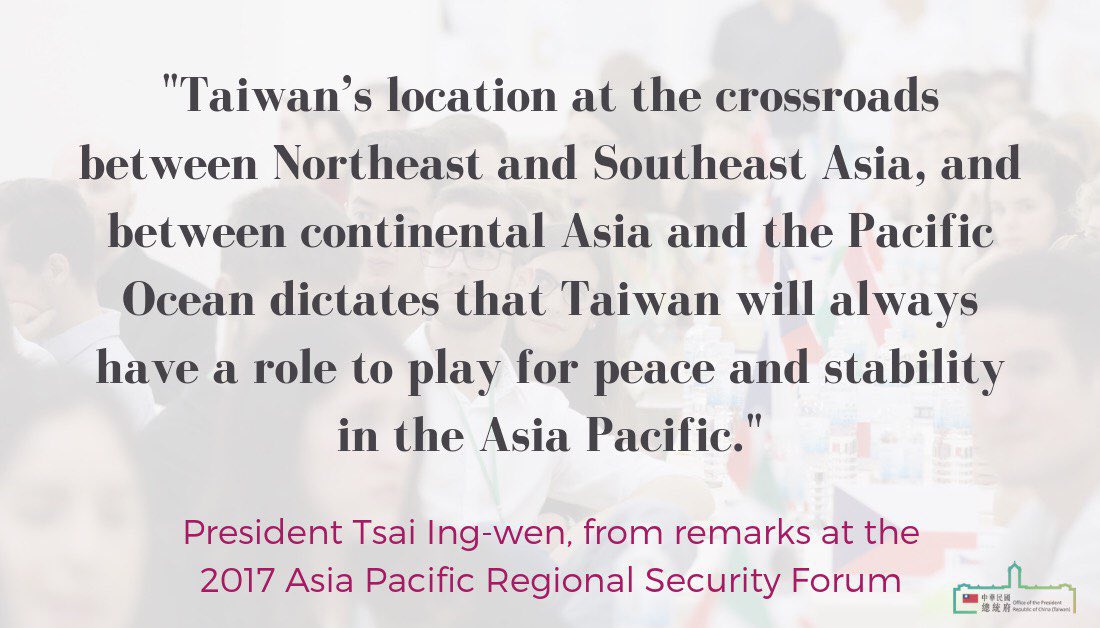 "Taiwan’s location at the crossroads
between Northeast and Southeast Asia, and
between continental Asia and the Pacific
Ocean dictates that Taiwan will always
have a role to play for peace and stability
in the Asia Pacific."
President Tsai Ing-wen, from remarks at the
2017 Asia Pacific Regional Security Forum
中華民國
總統府
Office of the President
Republic of China (Taiwan)